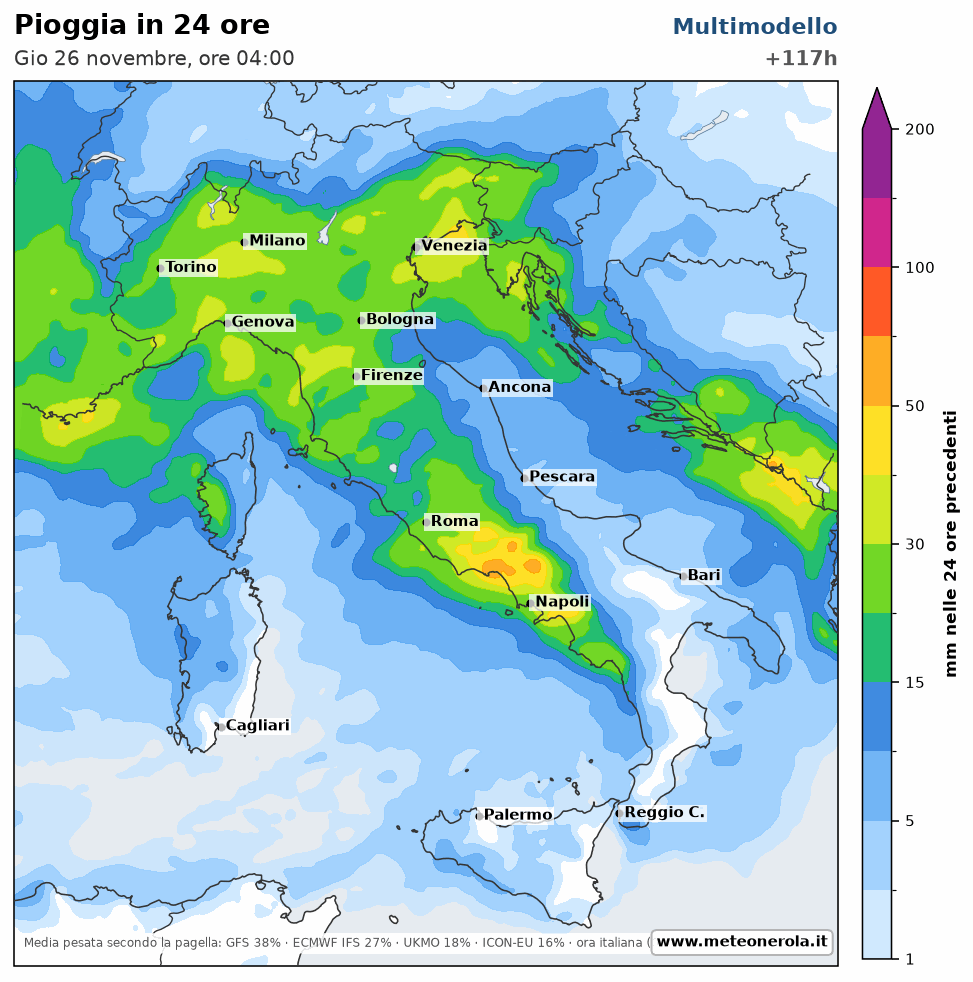 Pioggia in 24 ore
Multimodello
Gio 26 novembre, ore 04:00
+117h
200
100
50
30
15
5
1
mm nelle 24 ore precedenti
Milano
Venezia
Torino
Genova
Bologna
Firenze
Ancona
Pescara
Roma
Bari
Napoli
Cagliari
Palermo
Reggio C.
Media pesata secondo la pagella: GFS 38% · ECMWF IFS 27% · UKMO 18% · ICON-EU 16% · ora italiana (
www.meteonerola.it